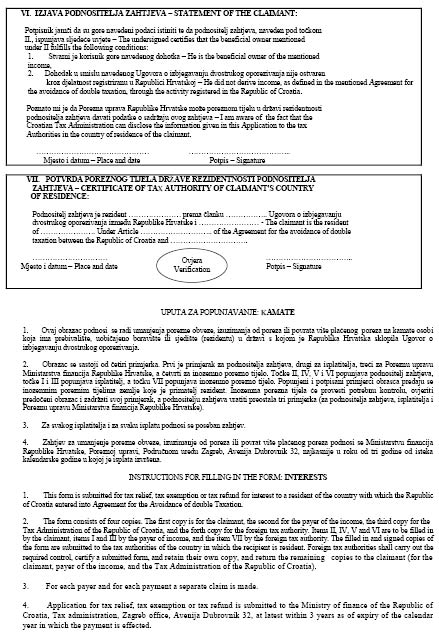 VI. IZJAVA PODNOSITELJA ZAHTJEVA – STATEMENT OF THE CLAIMANT:
Potpisnik jamči da su gore navedeni podaci istiniti te da podnositelj zahtjeva, naveden pod točkom
II., ispunjava sljedeće uvjete – The undersigned certifies that the beneficial owner mentioned
under II fulfills the following conditions:
1. Stvarni je korisnik gore navedenog dohotka – He is the beneficial owner of the mentioned
income,
2. Dohodak u smislu navedenog Ugovora o izbjegavanju dvostrukog oporezivanja nije ostvaren
kroz djelatnost registriranu u Republici Hrvatskoj – He did not derive income, as defined in the mentioned Agreement for
the avoidance of double taxation, through the activity registered in the Republic of Croatia.
Poznato mi je da Porezna uprava Republike Hrvatske može poreznom tijelu u državi rezidentnosti
podnositelja zahtjeva davati podatke o sadržaju ovog zahtjeva – I am aware of the fact that the
Croatian Tax Administration can disclose the information given in this Application to the tax
Authorities in the country of residence of the claimant.
………………………………… …………………………………..
Mjesto i datum – Place and date Potpis – Signature
VII. POTVRDA POREZNOG TIJELA DRŽAVE REZIDENTNOSTI PODNOSITELJA
ZAHTJEVA – CERTIFICATE OF TAX AUTHORITY OF CLAIMANT'S COUNTRY
OF RESIDENCE:
Podnositelj zahtjeva je rezident ………………… prema članku …………… Ugovora o izbjegavanju
dvostrukog oporezivanja između Republike Hrvatske i ………………… - The claimant is the resident
of ………………… Under Article ………………… of the Agreement for the avoidance of double
taxation between the Republic of Croatia and …………………………
………………………… …………………………..
Mjesto i datum – Place and date Ovjera Potpis – Signature
Verification
UPUTA ZA POPUNJAVANJE: KAMATE
1. Ovaj obrazac podnosi se radi umanjenja porezne obveze, izuzimanja od poreza ili povrata više plaćenog poreza na kamate osobi
koja ima prebivalište, uobičajeno boravište ili sjedište (rezidentu) u državi s kojom je Republika Hrvatska sklopila Ugovor o
izbjegavanju dvostrukog oporezivanja.
2. Obrazac se sastoji od četiri primjerka. Prvi je primjerak za podnositelja zahtjeva, drugi za isplatitelja, treći za Poreznu upravu
Ministarstva financija Republike Hrvatske, a četvrti za inozemno porezno tijelo. Točke II, IV, V i VI popunjava podnositelj zahtjeva,
točke I i III popunjava isplatitelj, a točku VII popunjava inozemno porezno tijelo. Popunjeni i potpisani primjerci obrasca predaju se
inozemnim poreznim tijelima zemlje koje je primatelj rezident. Inozemna porezna tijela će provesti potrebnu kontrolu, ovjeriti
predočeni obrazac i zadržati svoj primjerak, a podnositelju zahtjeva vratiti preostala tri primjerka (za podnositelja zahtjeva, isplatitelja i
Poreznu upravu Ministarstva financija Republike Hrvatske).
3. Za svakog isplatitelja i za svaku isplatu podnosi se poseban zahtjev.
4. Zahtjev za umanjenje porezne obveze, izuzimanje od poreza ili povrat više plaćenog poreza podnosi se Ministarstvu financija
Republike Hrvatske, Poreznoj upravi, Područnom uredu Zagreb, Avenija Dubrovnik 32, najkasnije u roku od tri godine od isteka
kalendarske godine u kojoj je isplata izvršena.
INSTRUCTIONS FOR FILLING IN THE FORM: INTERESTS
1. This form is submitted for tax relief, tax exemption or tax refund for interest to a resident of the country with which the Republic
of Croatia entered into Agreement for the Avoidance of double Taxation.
2. The form consists of four copies. The first copy is for the claimant, the second for the payer of the income, the third copy for the
Tax Administration of the Republic of Croatia, and the forth copy for the foreign tax authority. Items II, IV, V and VI are to be filled in
by the claimant, items I and III by the payer of income, and the item VII by the foreign tax authority. The filled in and signed copies of
the form are submitted to the tax authorities of the country in which the recipient is resident. Foreign tax authorities shall carry out the
required control, certify a submitted form, and retain their own copy, and return the remaining copies to the claimant (for the
claimant, payer of the income, and the Tax Administration of the Republic of Croatia).
3. For each payer and for each payment a separate claim is made.
4. Application for tax relief, tax exemption or tax refund is submitted to the Ministry of finance of the Republic of
Croatia, Tax administration, Zagreb office, Avenija Dubrovnik 32, at latest within 3 years as of expiry of the calendar
year in which the payment is effected.